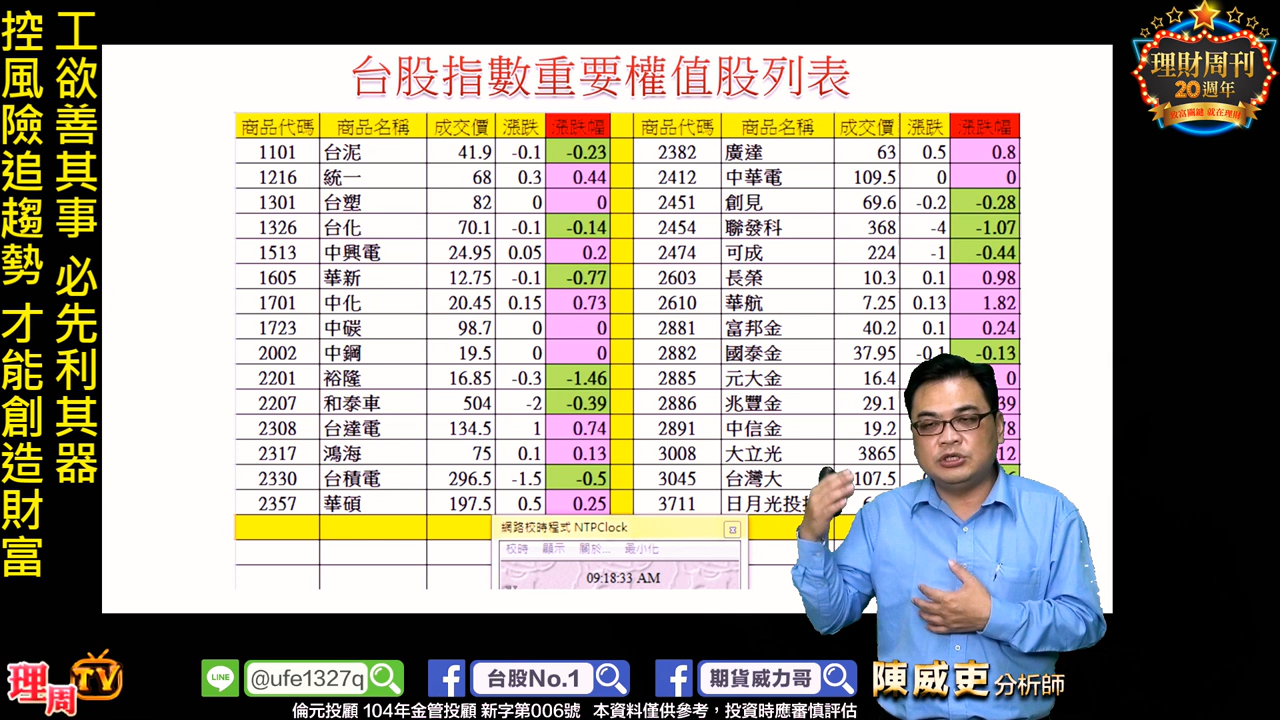 工欲善其事 必先利其器
控風險追趨勢 才能創造財富
理財周刊
20週年
致富關鍵 就在理財
台股指數重要權值股列表
商品代碼 商品名稱 成交價 漲跌 漲跌幅 商品代碼 商品名稱 成交價 漲跌 漲跌幅
1101 台泥 41.9 -0.1 -0.23 2382 廣達 63 0.5 0.8
1216 統一 68 0.3 0.44 2412 中華電 109.5 0 0
1301 台塑 82 0 0 2451 創見 69.6 -0.2 -0.28
1326 台化 70.1 -0.1 -0.14 2454 聯發科 368 -4 -1.07
1513 中興電 24.95 0.05 0.2 2474 可成 224 -1 -0.44
1605 華新 12.75 -0.1 -0.77 2603 長榮 10.3 0.1 0.98
1701 中化 20.45 0.15 0.73 2610 華航 7.25 0.13 1.82
1723 中碳 98.7 0 0 2881 富邦金 40.2 0.1 0.24
2002 中鋼 19.5 0 0 2882 國泰金 37.95 -0.1 -0.13
2201 裕隆 16.85 -0.3 -1.46 2885 元大金 16.4 0
2207 和泰車 504 -2 -0.39 2886 兆豐金 29.1 39
2308 台達電 134.5 1 0.74 2891 中信金 19.2 78
2317 鴻海 75 0.1 0.13 3008 大立光 3865 12
2330 台積電 296.5 -1.5 -0.5 3045 台灣大 107.5
2357 華碩 197.5 0.5 0.25 3711 日月光投
網路校時程式 NTPClock
校時 顯示 關於... 最小化
09:18:33 AM
理周TV
LINE @ufe1327q
台股No.1
期貨威力哥
陳威吏 分析師
倫元投顧 104年金管投顧 新字第006號 本資料僅供參考，投資時應審慎評估